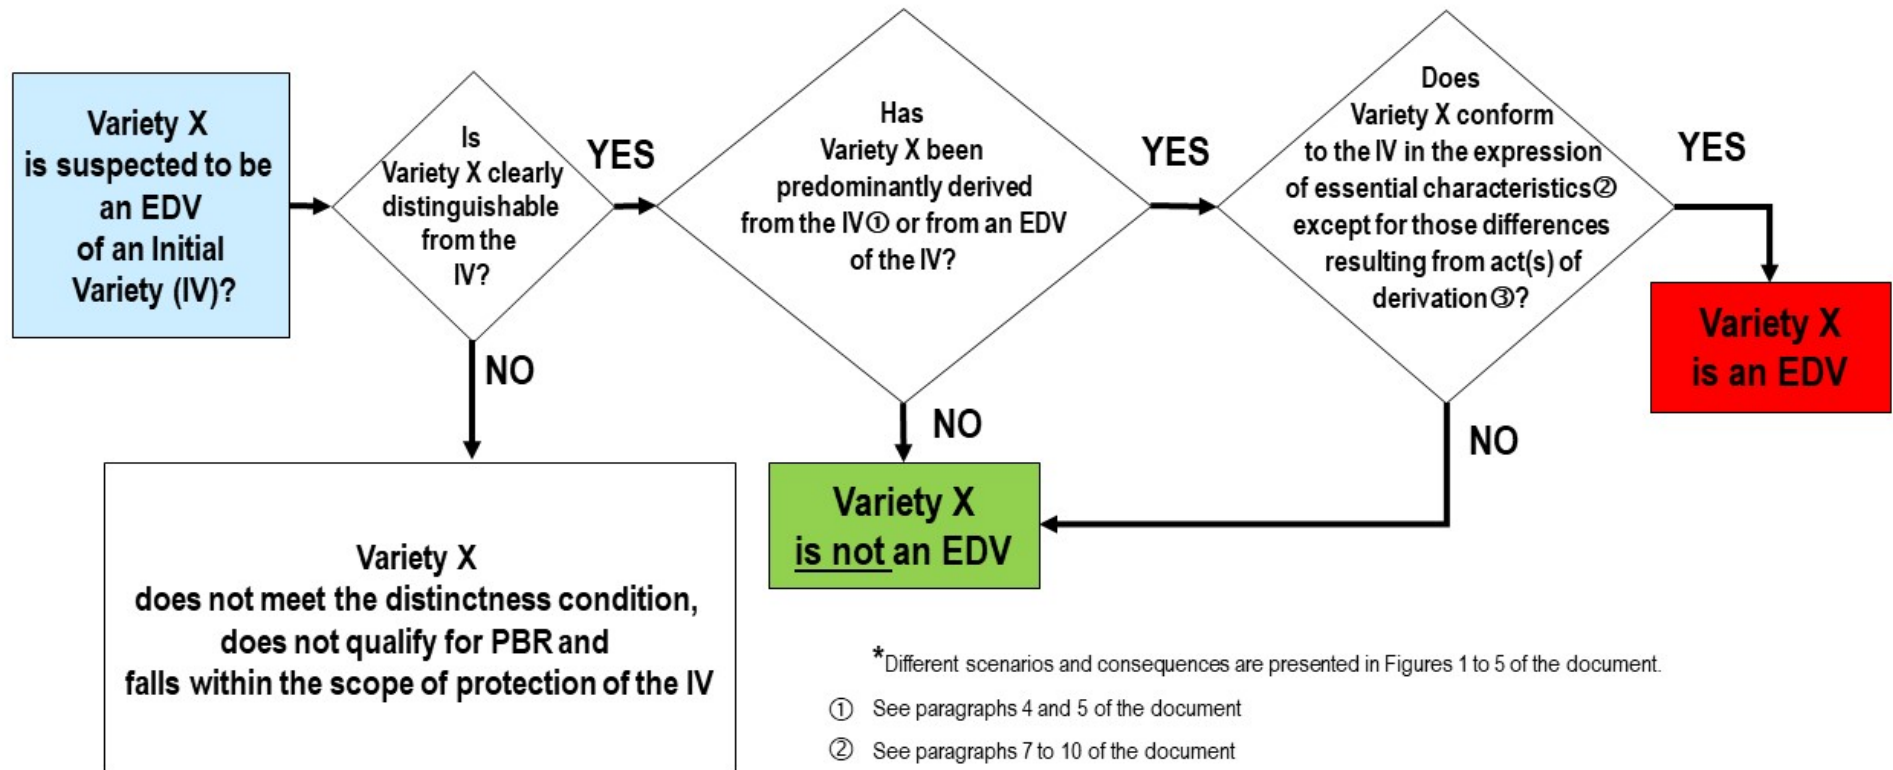 Variety X
is suspected to be
an EDV
of an Initial
Variety (IV)?
Is
Variety X clearly
distinguishable
from the
IV?
YES
NO
Has
Variety X been
predominantly derived
from the IV① or from an EDV
of the IV?
YES
NO
Does
Variety X conform
to the IV in the expression
of essential characteristics②
except for those differences
resulting from act(s) of
derivation③?
YES
NO
Variety X
is an EDV
Variety X
is not an EDV
Variety X
does not meet the distinctness condition,
does not qualify for PBR and
falls within the scope of protection of the IV
*Different scenarios and consequences are presented in Figures 1 to 5 of the document.
① See paragraphs 4 and 5 of the document
② See paragraphs 7 to 10 of the document